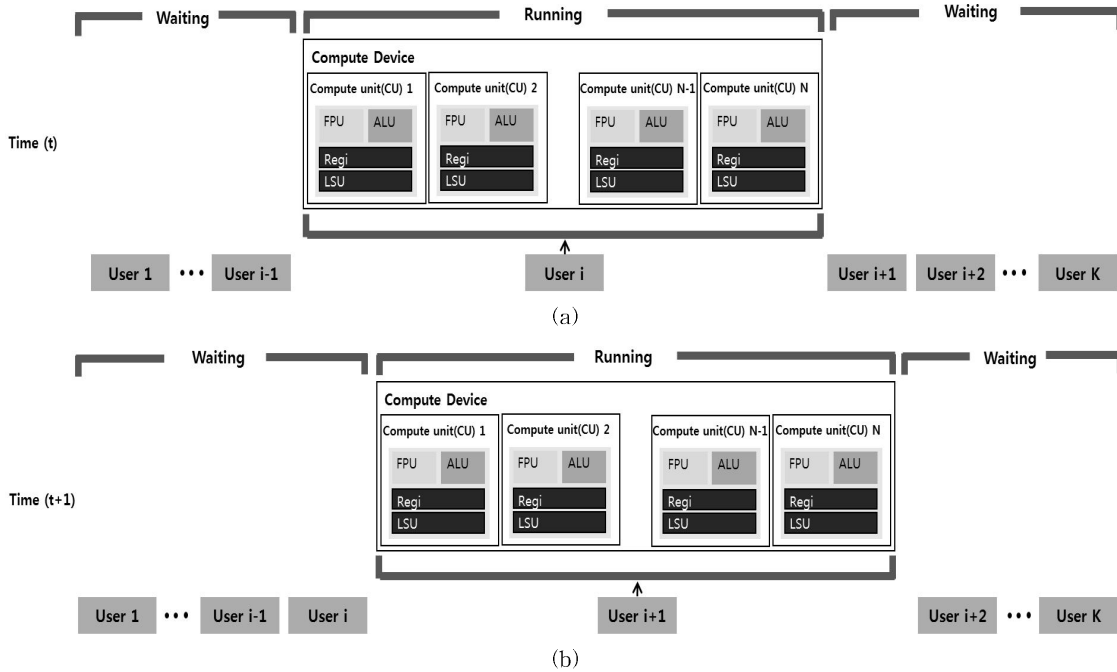 Waiting Running Waiting
Compute Device
Compute unit(CU) 1 Compute unit(CU) 2 Compute unit(CU) N-1 Compute unit(CU) N
FPU ALU FPU ALU FPU ALU FPU ALU
Time (t)
Regi Regi Regi Regi
LSU LSU LSU LSU
User 1 ••• User i-1 User i User i+1 User i+2 ••• User K
(a)
Waiting Running Waiting
Compute Device
Compute unit(CU) 1 Compute unit(CU) 2 Compute unit(CU) N-1 Compute unit(CU) N
FPU ALU FPU ALU FPU ALU FPU ALU
Time (t+1)
Regi Regi Regi Regi
LSU LSU LSU LSU
User 1 ••• User i-1 User i User i+1 User i+2 ••• User K
(b)